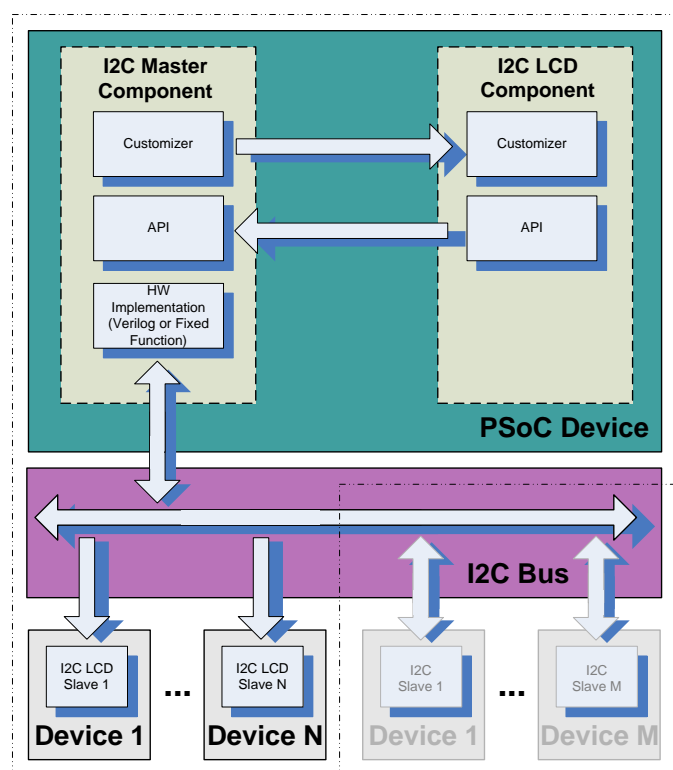 I2C Master
Component
I2C LCD
Component
Customizer
Customizer
API
API
HW
Implementation
(Verilog or Fixed
Function)
PSoC Device
I2C Bus
I2C LCD
Slave 1
...
I2C LCD
Slave N
I2C
Slave 1
...
I2C
Slave M
Device 1
Device N
Device 1
Device M